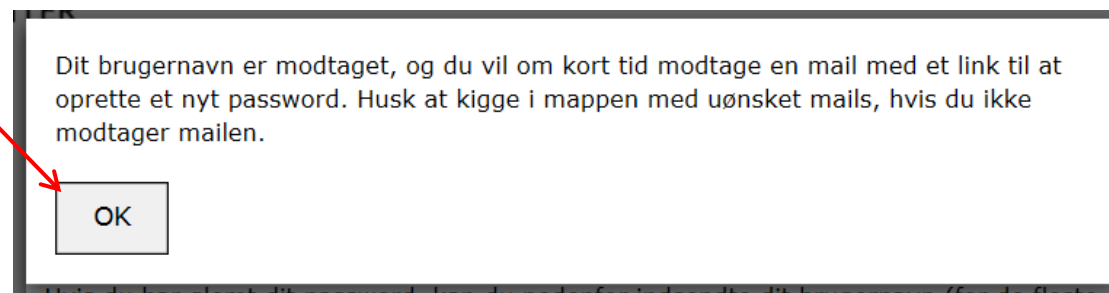 Dit brugernavn er modtaget, og du vil om kort tid modtage en mail med et link til at
oprette et nyt password. Husk at kigge i mappen med uønsket mails, hvis du ikke
modtager mailen.
OK